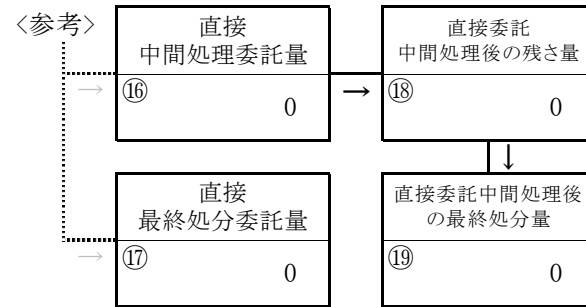 〈参考〉
直接
中間処理委託量
→
⑯
0
→
直接委託
中間処理後の残さ量
⑱
0
↓
直接
最終処分委託量
→
⑰
0
直接委託中間処理後
の最終処分量
⑲
0